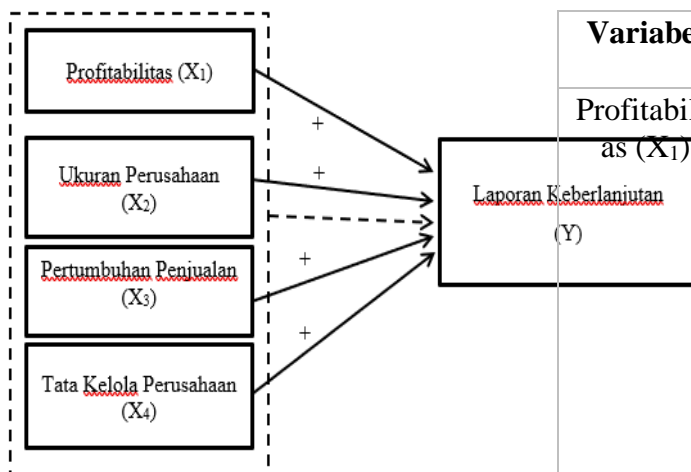 Profitabilitas (X₁)
+
Ukuran Perusahaan
(X₂)
+
Pertumbuhan Penjualan
(X₃)
+
Tata Kelola Perusahaan
(X₄)
+
Laporan Keberlanjutan
(Y)
Variabe
Profitabil
as (X₁)